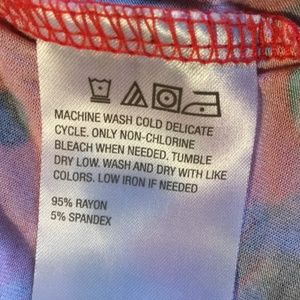 MACHINE WASH COLD DELICATE
CYCLE. ONLY NON-CHLORINE
BLEACH WHEN NEEDED. TUMBLE
DRY LOW. WASH AND DRY WITH LIKE
COLORS. LOW IRON IF NEEDED
95% RAYON
5% SPANDEX